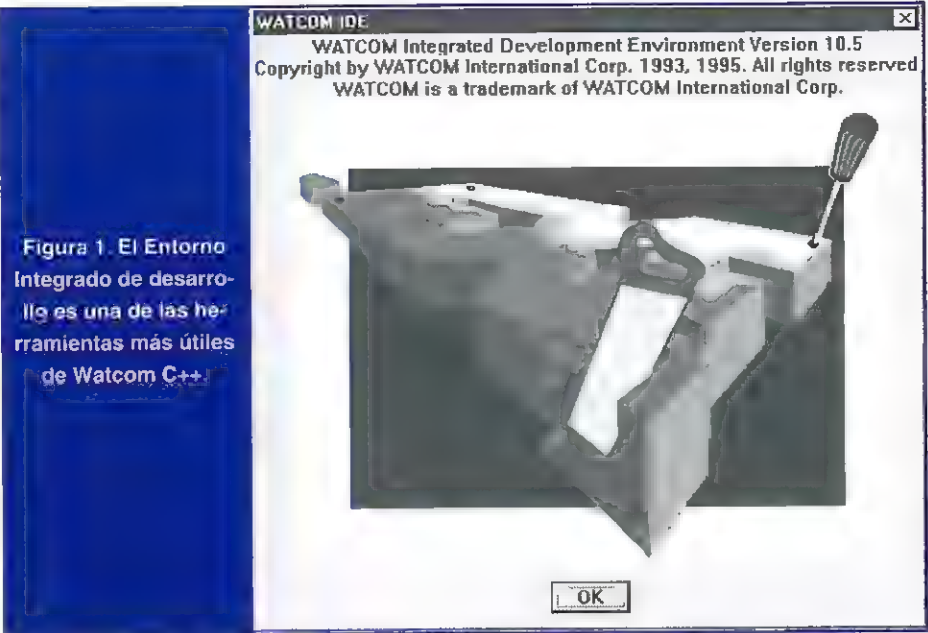 Figura 1. El Entorno
Integrado de desarro-
llo es una de las he-
rramientas más útiles
de Watcom C++.
WATCOM IDE
WATCOM Integrated Development Environment Version 10.5
Copyright by WATCOM International Corp. 1993, 1995. All rights reserved
WATCOM is a trademark of WATCOM International Corp.
OK